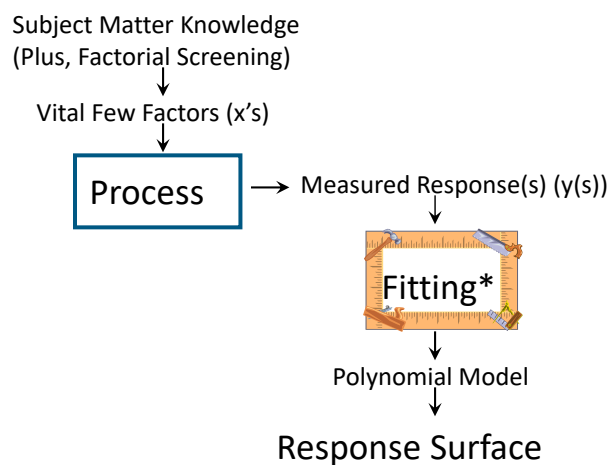 Subject Matter Knowledge
(Plus, Factorial Screening)
Vital Few Factors (x’s)
Process
Measured Response(s) (y(s))
Fitting*
Polynomial Model
Response Surface